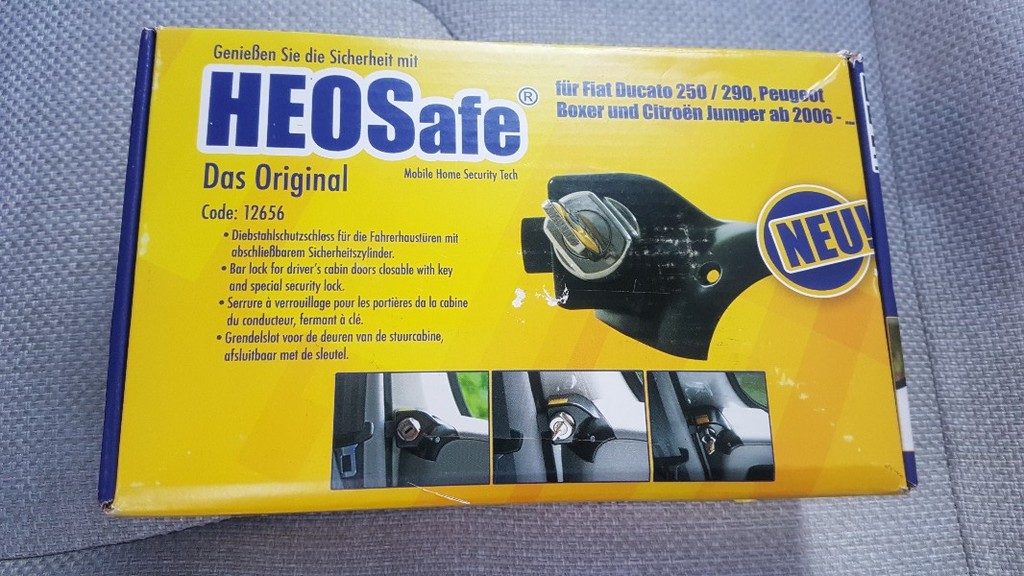 Genießen Sie die Sicherheit mit
HEOSafe®
für Fiat Ducato 250 / 290, Peugeot
Boxer und Citroën Jumper ab 2006 - ...
Das Original
Mobile Home Security Tech
Code: 12656
NEU!
• Diebstahlschutzschloss für die Fahrerhaustüren mit
abschließbarem Sicherheitszylinder.
• Bar lock for driver's cabin doors closable with key
and special security lock.
• Serrure à verrouillage pour les portières da la cabine
du conducteur, fermant à clé.
• Grendelslot voor de deuren van de stuurcabine,
afsluitbaar met de sleutel.